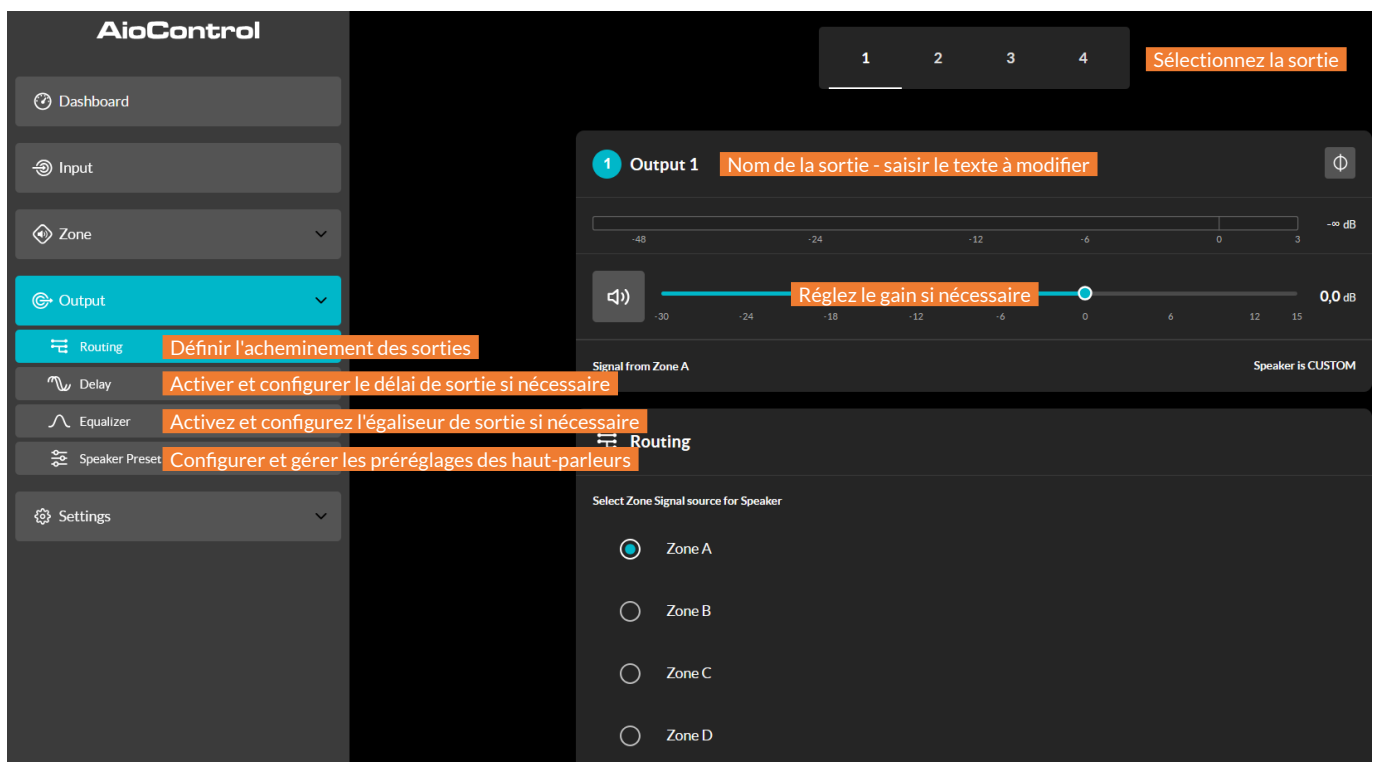 AioControl
1 2 3 4
Sélectionnez la sortie
Dashboard
Input
Zone
Output
Routing
Définir l'acheminement des sorties
Delay
Activer et configurer le délai de sortie si nécessaire
Equalizer
Activez et configurez l'égaliseur de sortie si nécessaire
Speaker Preset
Configurer et gérer les préréglages des haut-parleurs
Settings
1 Output 1
Nom de la sortie - saisir le texte à modifier
-∞ dB
-48 -24 -12 -6 0 3
Réglez le gain si nécessaire
0,0 dB
-30 -24 -18 -12 -6 0 6 12 15
Signal from Zone A
Speaker is CUSTOM
Routing
Select Zone Signal source for Speaker
Zone A
Zone B
Zone C
Zone D